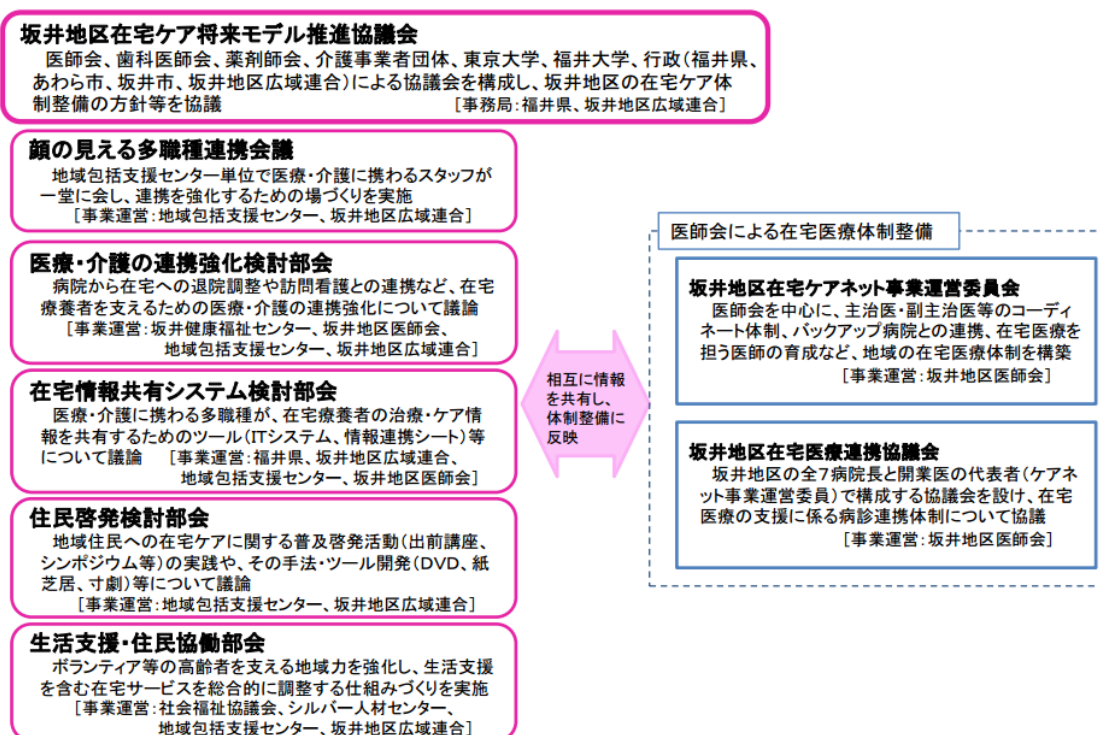 坂井地区在宅ケア将来モデル推進協議会
医師会、歯科医師会、薬剤師会、介護事業者団体、東京大学、福井大学、行政(福井県、
あわら市、坂井市、坂井地区広域連合)による協議会を構成し、坂井地区の在宅ケア体
制整備の方針等を協議 [事務局:福井県、坂井地区広域連合]
顔の見える多職種連携会議
地域包括支援センター単位で医療・介護に携わるスタッフが
一堂に会し、連携を強化するための場づくりを実施
[事業運営:地域包括支援センター、坂井地区広域連合]
医療・介護の連携強化検討部会
病院から在宅への退院調整や訪問看護との連携など、在宅
療養者を支えるための医療・介護の連携強化について議論
[事業運営:坂井健康福祉センター、坂井地区医師会、
地域包括支援センター、坂井地区広域連合]
在宅情報共有システム検討部会
医療・介護に携わる多職種が、在宅療養者の治療・ケア情
報を共有するためのツール(ITシステム、情報連携シート)等
について議論 [事業運営:福井県、坂井地区広域連合、
地域包括支援センター、坂井地区医師会]
住民啓発検討部会
地域住民への在宅ケアに関する普及啓発活動(出前講座、
シンポジウム等)の実践や、その手法・ツール開発(DVD、紙
芝居、寸劇)等について議論
[事業運営:地域包括支援センター、坂井地区広域連合]
生活支援・住民協働部会
ボランティア等の高齢者を支える地域力を強化し、生活支援
を含む在宅サービスを総合的に調整する仕組みづくりを実施
[事業運営:社会福祉協議会、シルバー人材センター、
地域包括支援センター、坂井地区広域連合]
相互に情報
を共有し、
体制整備に
反映
医師会による在宅医療体制整備
坂井地区在宅ケアネット事業運営委員会
医師会を中心に、主治医・副主治医等のコーディ
ネート体制、バックアップ病院との連携、在宅医療を
担う医師の育成など、地域の在宅医療体制を構築
[事業運営:坂井地区医師会]
坂井地区在宅医療連携協議会
坂井地区の全7病院長と開業医の代表者(ケアネ
ット事業運営委員)で構成する協議会を設け、在宅
医療の支援に係る病診連携体制について協議
[事業運営:坂井地区医師会]